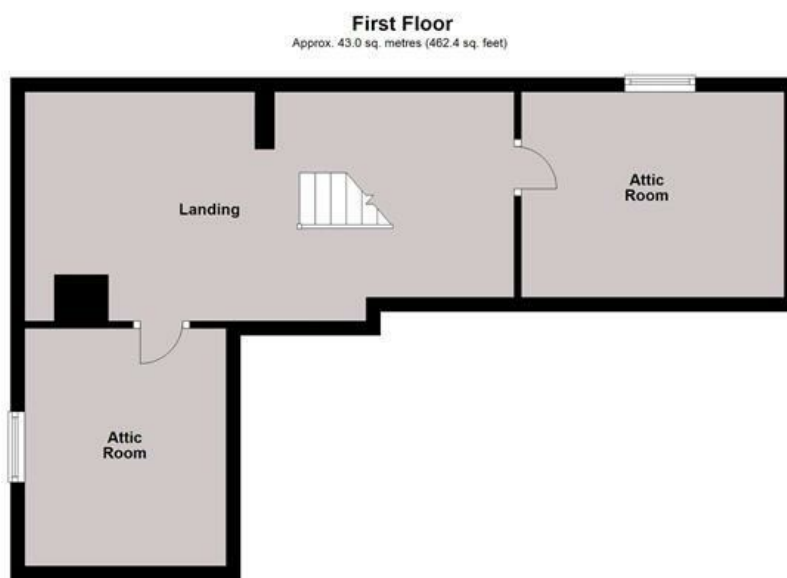 First Floor
Approx. 43.0 sq. metres (462.4 sq. feet)
Attic
Room
Landing
Attic
Room